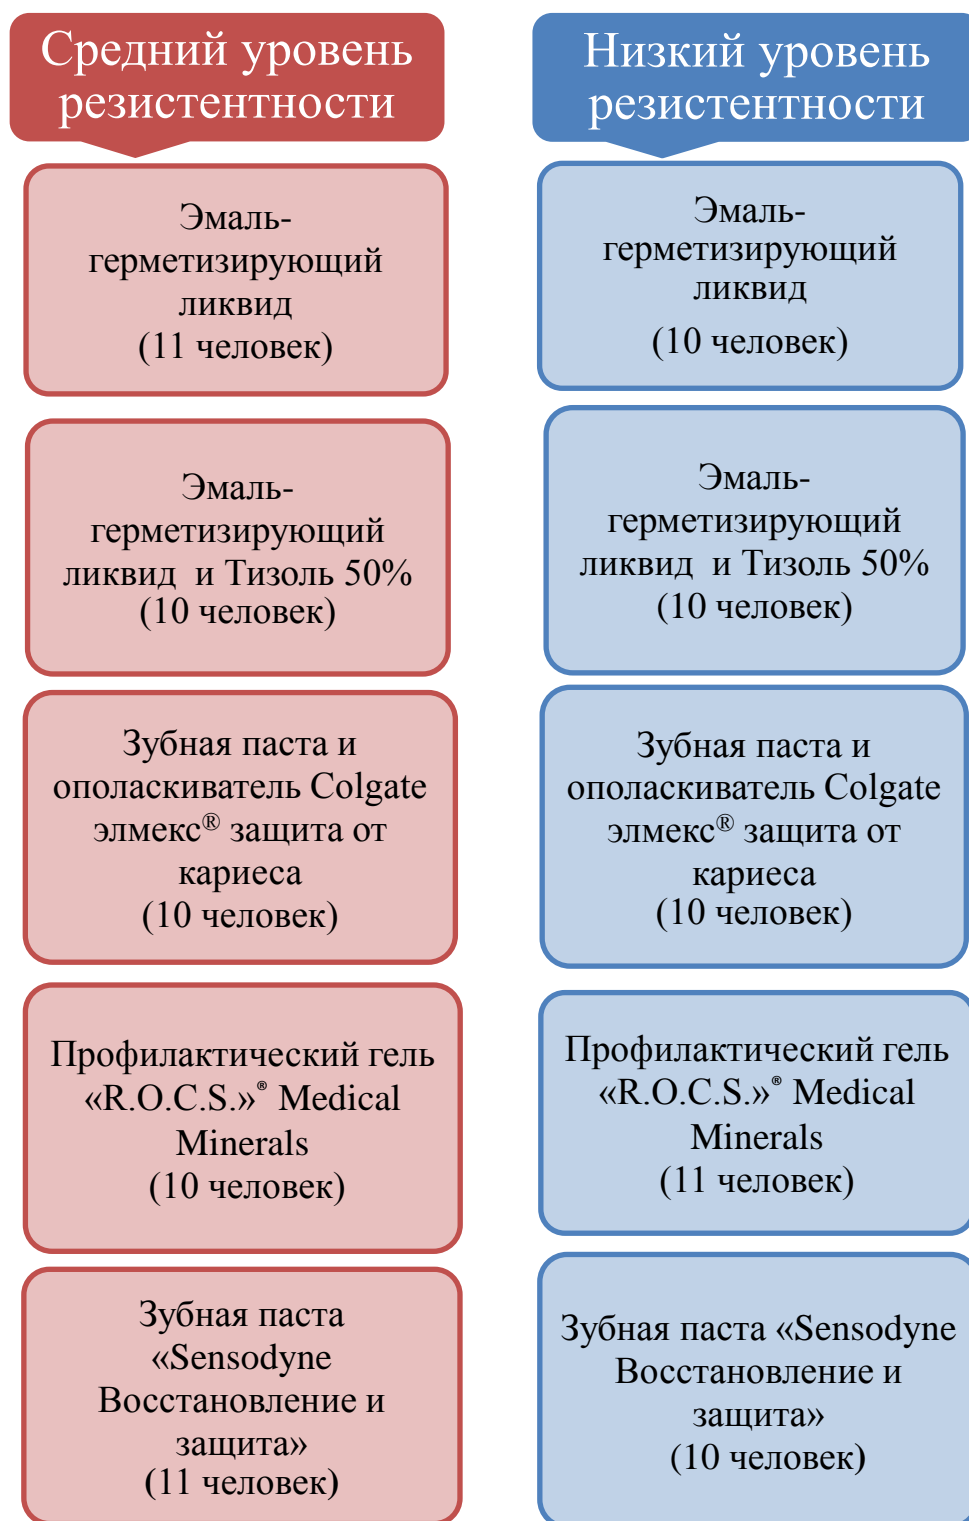 Средний уровень
резистентности
Эмаль-
герметизирующий
ликвид
(11 человек)
Эмаль-
герметизирующий
ликвид и Тизоль 50%
(10 человек)
Зубная паста и
ополаскиватель Colgate
элмекс® защита от
кариеса
(10 человек)
Профилактический гель
«R.O.C.S.»® Medical
Minerals
(10 человек)
Зубная паста
«Sensodyne
Восстановление и
защита»
(11 человек)
Низкий уровень
резистентности
Эмаль-
герметизирующий
ликвид
(10 человек)
Эмаль-
герметизирующий
ликвид и Тизоль 50%
(10 человек)
Зубная паста и
ополаскиватель Colgate
элмекс® защита от
кариеса
(10 человек)
Профилактический гель
«R.O.C.S.»® Medical
Minerals
(11 человек)
Зубная паста «Sensodyne
Восстановление и
защита»
(10 человек)